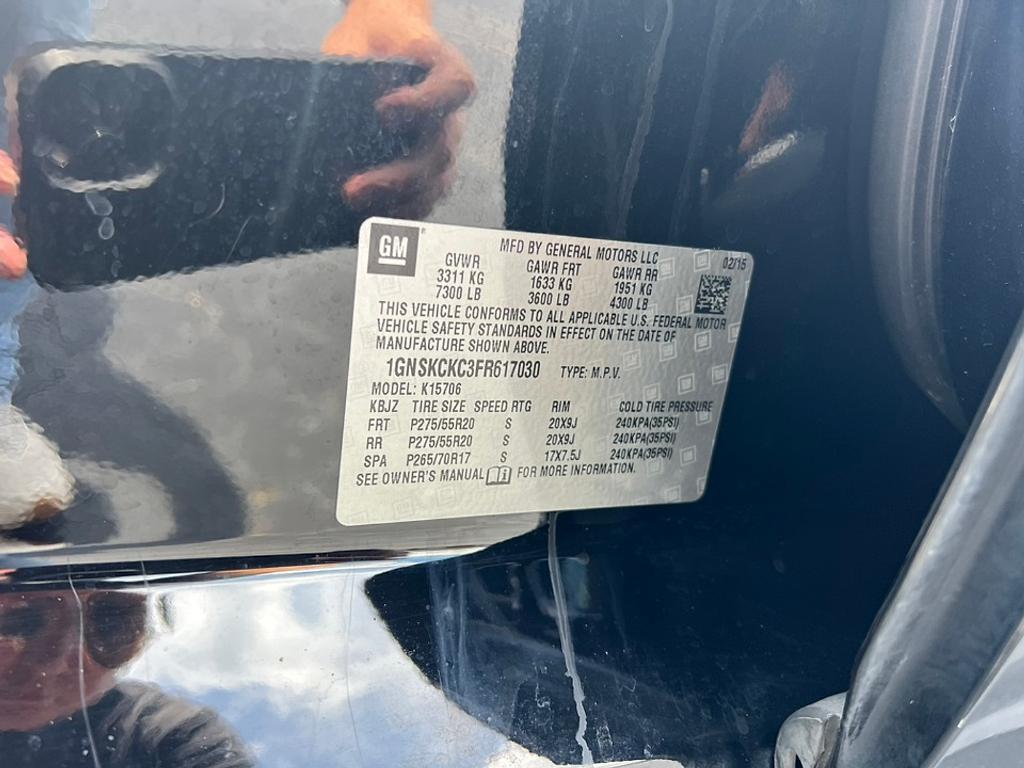 GM
MFD BY GENERAL MOTORS LLC
02/15
GVWR GAWR FRT GAWR RR
3311 KG 1633 KG 1951 KG
7300 LB 3600 LB 4300 LB
THIS VEHICLE CONFORMS TO ALL APPLICABLE U.S. FEDERAL MOTOR
VEHICLE SAFETY STANDARDS IN EFFECT ON THE DATE OF
MANUFACTURE SHOWN ABOVE.
1GNSKCKC3FR617030 TYPE: M.P.V.
MODEL: K15706
KBJZ TIRE SIZE SPEED RTG RIM COLD TIRE PRESSURE
FRT P275/55R20 S 20X9J 240KPA(35PSI)
RR P275/55R20 S 20X9J 240KPA(35PSI)
SPA P265/70R17 S 17X7.5J 240KPA(35PSI)
SEE OWNER'S MANUAL FOR MORE INFORMATION.